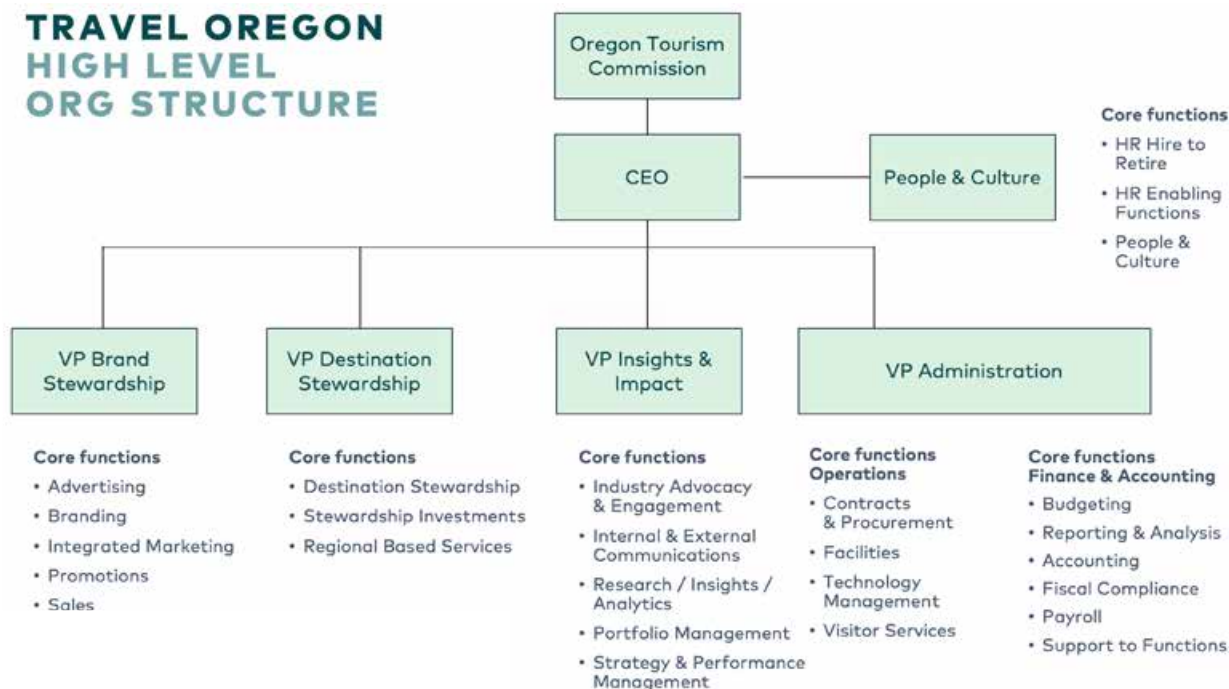 TRAVEL OREGON
HIGH LEVEL
ORG STRUCTURE
Oregon Tourism
Commission
CEO
People & Culture
Core functions
• HR Hire to
Retire
• HR Enabling
Functions
• People &
Culture
VP Brand
Stewardship
VP Destination
Stewardship
VP Insights &
Impact
VP Administration
Core functions
• Advertising
• Branding
• Integrated Marketing
• Promotions
• Sales
Core functions
• Destination Stewardship
• Stewardship Investments
• Regional Based Services
Core functions
• Industry Advocacy
& Engagement
• Internal & External
Communications
• Research / Insights /
Analytics
• Portfolio Management
• Strategy & Performance
Management
Core functions
Operations
• Contracts
& Procurement
• Facilities
• Technology
Management
• Visitor Services
Core functions
Finance & Accounting
• Budgeting
• Reporting & Analysis
• Accounting
• Fiscal Compliance
• Payroll
• Support to Functions